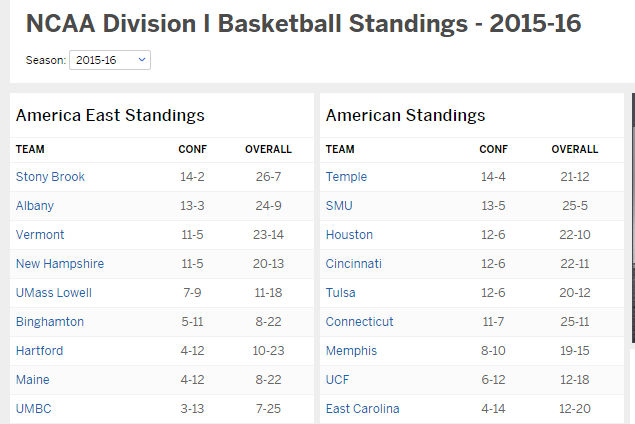 NCAA Division I Basketball Standings - 2015-16
Season: 2015-16
America East Standings
TEAM CONF OVERALL
Stony Brook 14-2 26-7
Albany 13-3 24-9
Vermont 11-5 23-14
New Hampshire 11-5 20-13
UMass Lowell 7-9 11-18
Binghamton 5-11 8-22
Hartford 4-12 10-23
Maine 4-12 8-22
UMBC 3-13 7-25
American Standings
TEAM CONF OVERALL
Temple 14-4 21-12
SMU 13-5 25-5
Houston 12-6 22-10
Cincinnati 12-6 22-11
Tulsa 12-6 20-12
Connecticut 11-7 25-11
Memphis 8-10 19-15
UCF 6-12 12-18
East Carolina 4-14 12-20